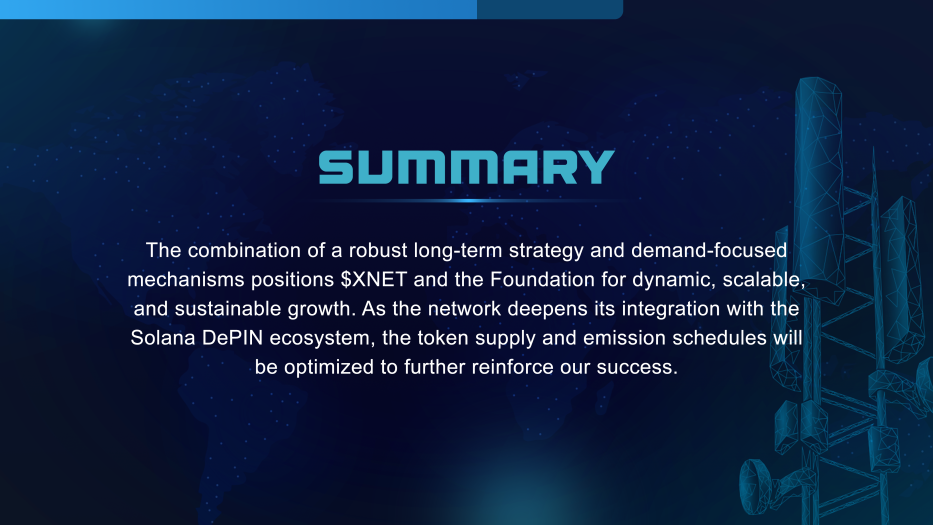 SUMMARY
The combination of a robust long-term strategy and demand-focused
mechanisms positions $XNET and the Foundation for dynamic, scalable,
and sustainable growth. As the network deepens its integration with the
Solana DePIN ecosystem, the token supply and emission schedules will
be optimized to further reinforce our success.